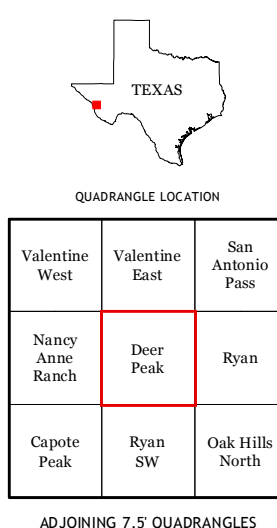 TEXAS
QUADRANGLE LOCATION
Valentine West
Valentine East
San Antonio Pass
Nancy Anne Ranch
Deer Peak
Ryan
Capote Peak
Ryan SW
Oak Hills North
ADJOINING 7.5' QUADRANGLES